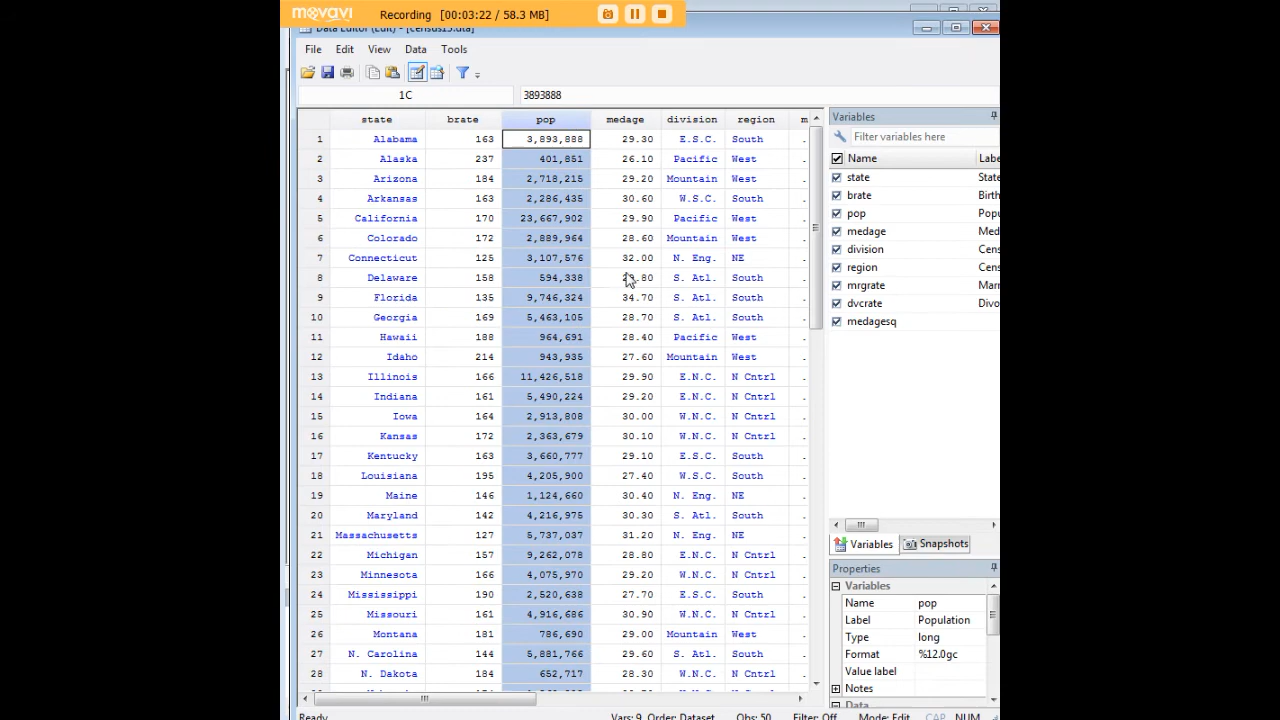 movavi Recording [00:03:22 / 58.3 MB]
Data Editor (Edit) - [census13.dta]
File Edit View Data Tools
1C 3893888
state brate pop medage division region m
1 Alabama 163 3,893,888 29.30 E.S.C. South .
2 Alaska 237 401,851 26.10 Pacific West .
3 Arizona 184 2,718,215 29.20 Mountain West .
4 Arkansas 163 2,286,435 30.60 W.S.C. South .
5 California 170 23,667,902 29.90 Pacific West .
6 Colorado 172 2,889,964 28.60 Mountain West .
7 Connecticut 125 3,107,576 32.00 N. Eng. NE .
8 Delaware 158 594,338 .80 S. Atl. South .
9 Florida 135 9,746,324 34.70 S. Atl. South .
10 Georgia 169 5,463,105 28.70 S. Atl. South .
11 Hawaii 188 964,691 28.40 Pacific West .
12 Idaho 214 943,935 27.60 Mountain West .
13 Illinois 166 11,426,518 29.90 E.N.C. N Cntrl .
14 Indiana 161 5,490,224 29.20 E.N.C. N Cntrl .
15 Iowa 164 2,913,808 30.00 W.N.C. N Cntrl .
16 Kansas 172 2,363,679 30.10 W.N.C. N Cntrl .
17 Kentucky 163 3,660,777 29.10 E.S.C. South .
18 Louisiana 195 4,205,900 27.40 W.S.C. South .
19 Maine 146 1,124,660 30.40 N. Eng. NE .
20 Maryland 142 4,216,975 30.30 S. Atl. South .
21 Massachusetts 127 5,737,037 31.20 N. Eng. NE .
22 Michigan 157 9,262,078 28.80 E.N.C. N Cntrl .
23 Minnesota 166 4,075,970 29.20 W.N.C. N Cntrl .
24 Mississippi 190 2,520,638 27.70 E.S.C. South .
25 Missouri 161 4,916,686 30.90 W.N.C. N Cntrl .
26 Montana 181 786,690 29.00 Mountain West .
27 N. Carolina 144 5,881,766 29.60 S. Atl. South .
28 N. Dakota 184 652,717 28.30 W.N.C. N Cntrl .
Variables
Filter variables here
Name Labe
state State
brate Birth
pop Popu
medage Med
division Cens
region Cens
mrgrate Marr
dvcrate Divo
medagesq
Variables Snapshots
Properties
Variables
Name pop
Label Population
Type long
Format %12.0gc
Value label
Notes
Data
Ready Vars: 9 Order: Dataset Obs: 50 Filter: Off Mode: Edit CAP NUM